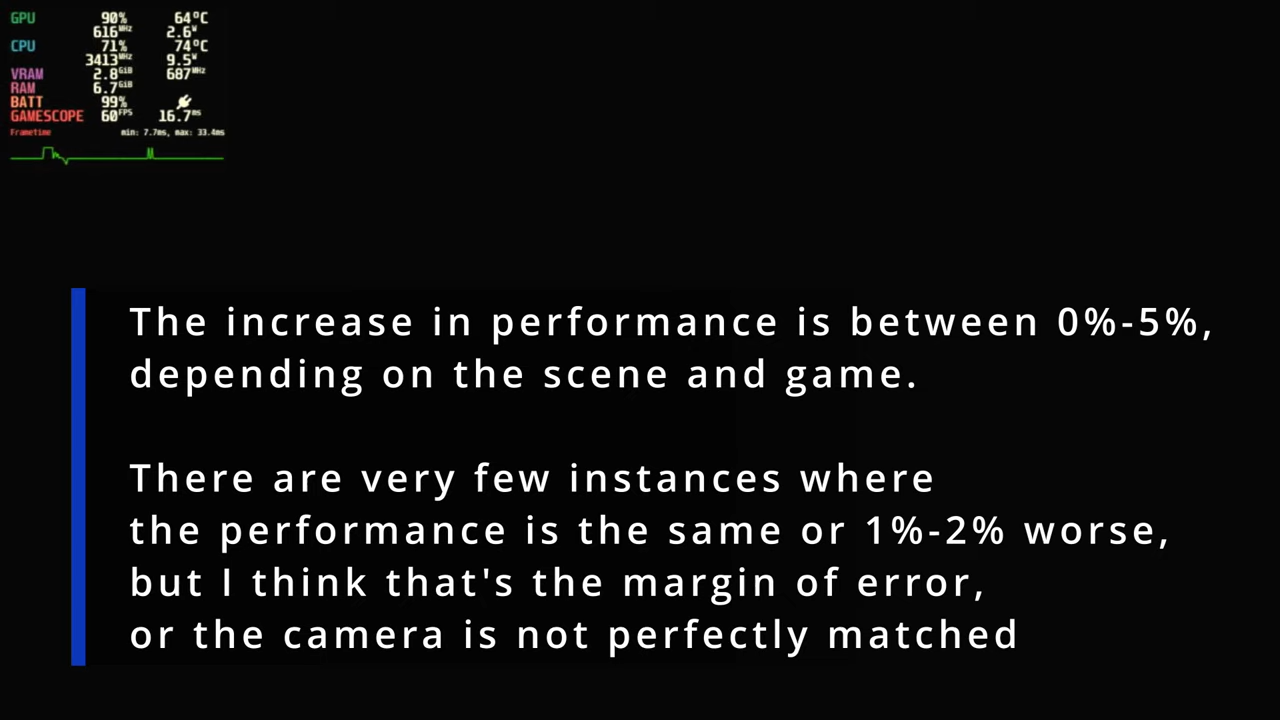 GPU 90% 64°C
616MHz 2.6W
CPU 71% 74°C
3413MHz 9.5W
VRAM 2.8GiB 687MHz
RAM 6.7GiB
BATT 99%
GAMESCOPE 60FPS 16.7ms
Frametime min: 7.7ms, max: 33.4ms
The increase in performance is between 0%-5%,
depending on the scene and game.
There are very few instances where
the performance is the same or 1%-2% worse,
but I think that's the margin of error,
or the camera is not perfectly matched